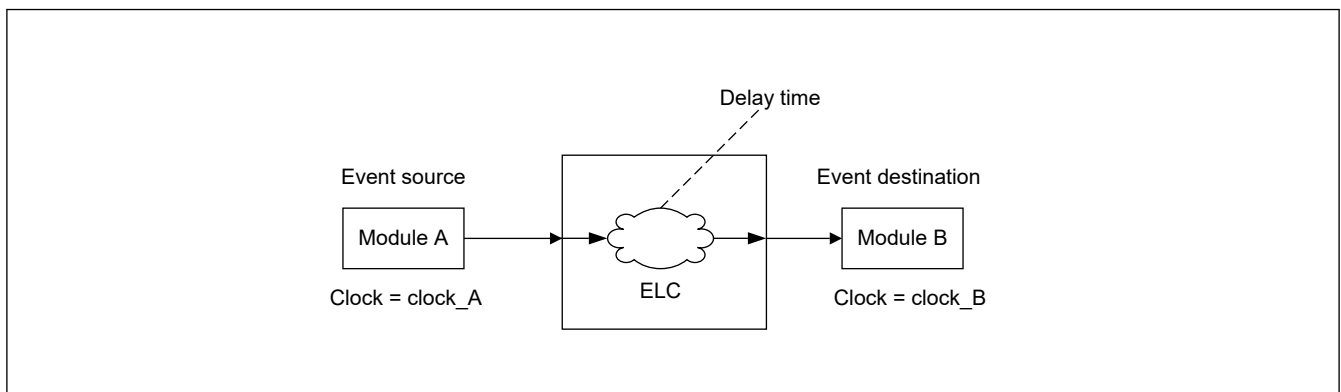 Delay time
Event source
Event destination
Module A
Module B
ELC
Clock = clock_A
Clock = clock_B